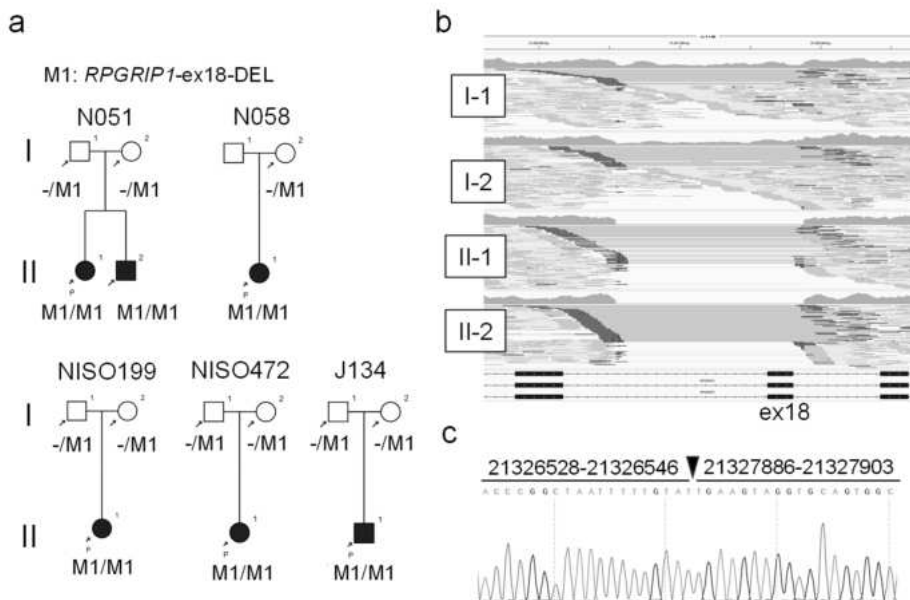 a
M1: RPGRIP1-ex18-DEL
N051
N058
I
1
2
1
2
-/M1
-/M1
-/M1
II
1
2
1
P
P
M1/M1
M1/M1
M1/M1
NISO199
NISO472
J134
I
1
2
1
2
1
2
-/M1
-/M1
-/M1
-/M1
-/M1
-/M1
II
1
1
1
P
P
P
M1/M1
M1/M1
M1/M1
b
I-1
I-2
II-1
II-2
ex18
c
21326528-21326546
21327886-21327903
A C C C G G C T A A T T T T T G T A T T G A A G T A G G T G C A G T G G C